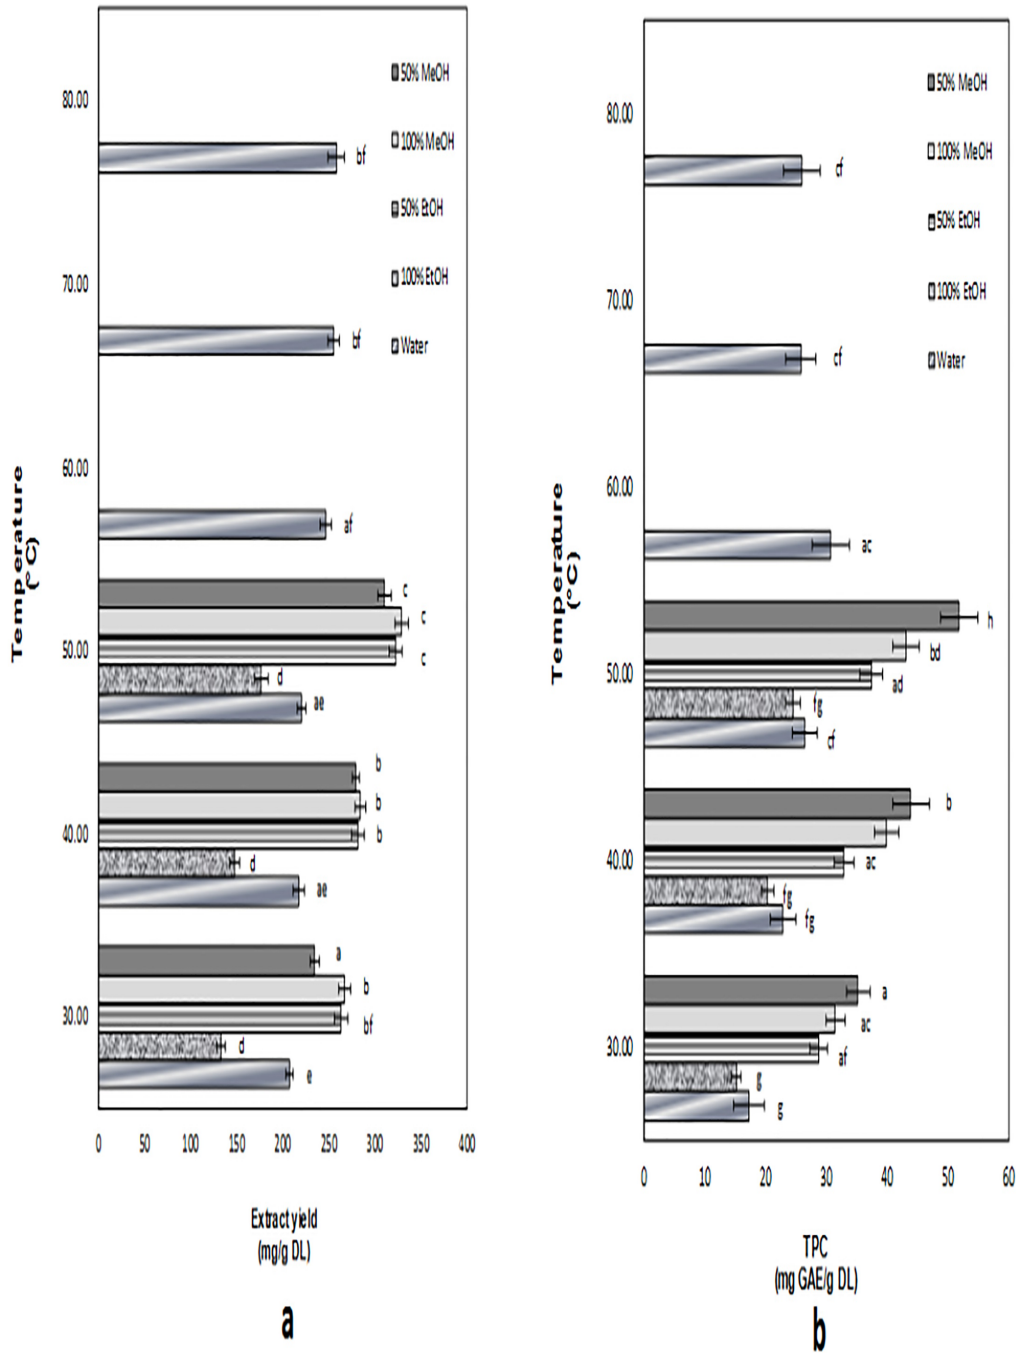 50% MeOH
80.00
100% MeOH
bf
50% EtOH
100% EtOH
70.00
bf
Water
60.00
af
c
c
50.00
c
d
ae
b
b
40.00
b
d
ae
a
b
30.00
bf
d
e
0 50 100 150 200 250 300 350 400
Temperature
(°C)
Extract yield
(mg/g DL)
a
50% MeOH
80.00
100% MeOH
cf
50% EtOH
100% EtOH
70.00
cf
Water
60.00
ac
h
bd
50.00
ad
fg
cf
b
40.00
ac
fg
fg
a
ac
30.00
af
g
g
0 10 20 30 40 50 60
Temperature
(°C)
TPC
(mg GAE/g DL)
b